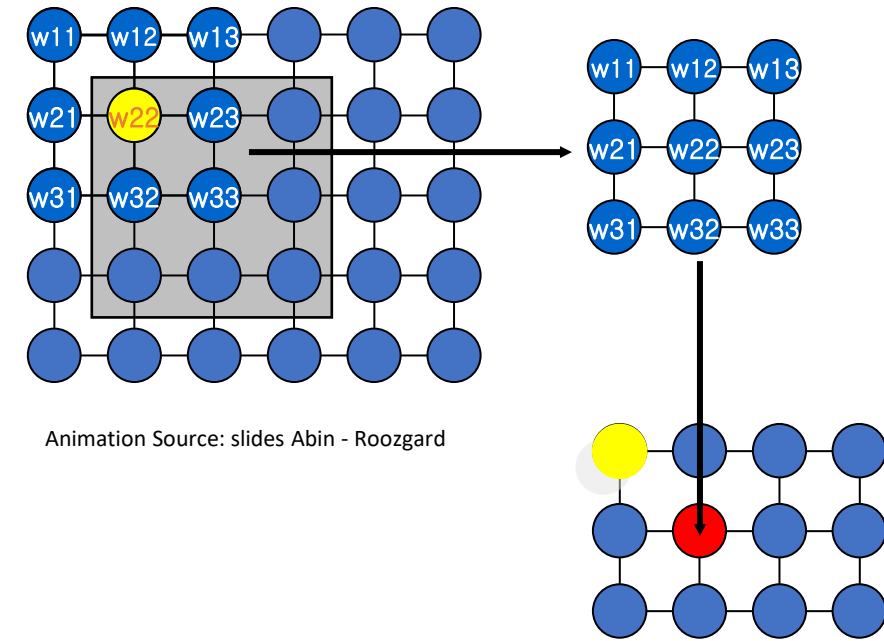 w11 w12 w13
w21 w22 w23
w31 w32 w33
w11 w12 w13
w21 w22 w23
w31 w32 w33
Animation Source: slides Abin - Roozgard